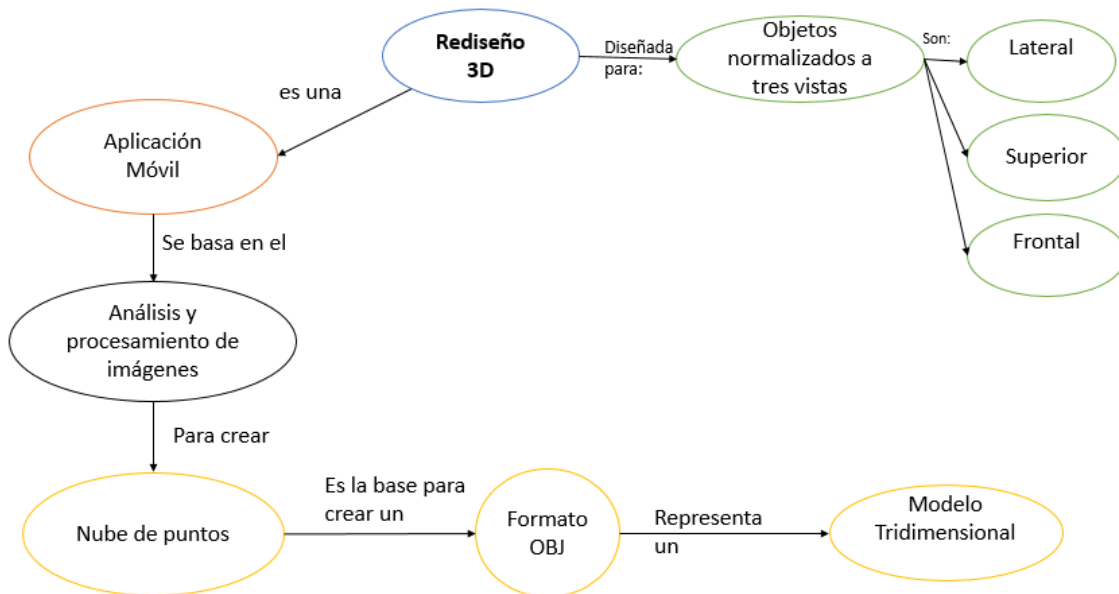 Rediseño
3D
Diseñada
para:
Objetos
normalizados a
tres vistas
Son:
Lateral
Superior
Frontal
es una
Aplicación
Móvil
Se basa en el
Análisis y
procesamiento de
imágenes
Para crear
Nube de puntos
Es la base para
crear un
Formato
OBJ
Representa
un
Modelo
Tridimensional